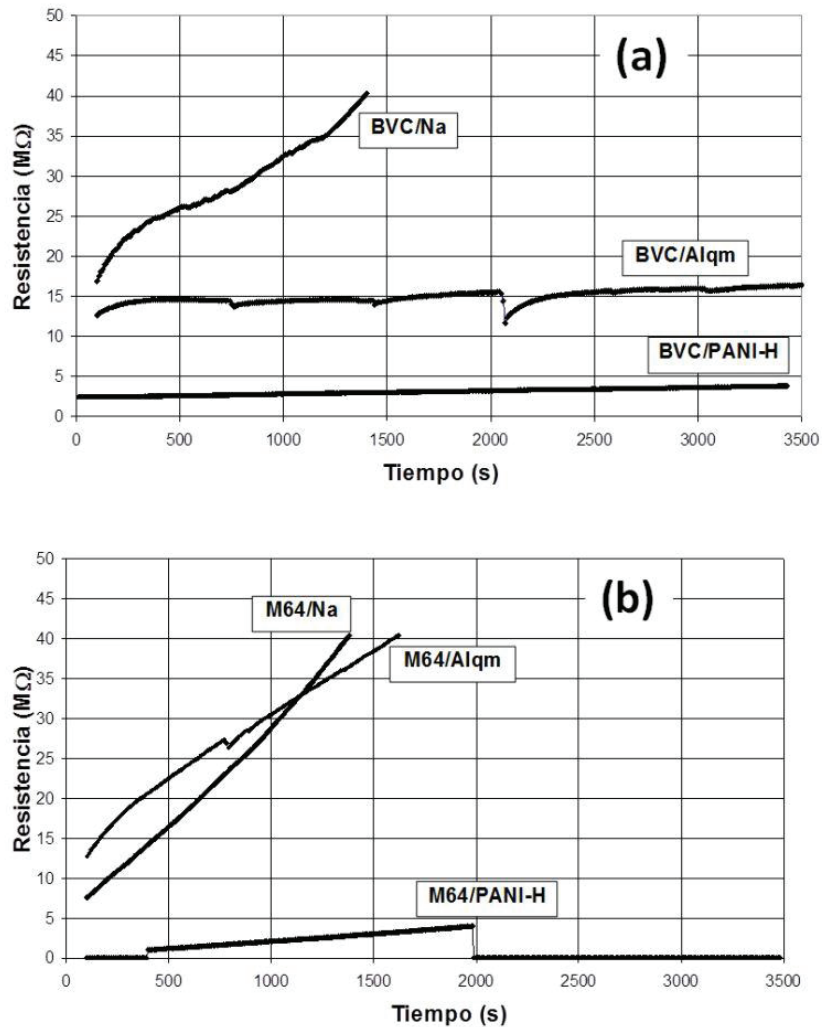 50
(a)
45
40
BVC/Na
35
30
25
BVC/Alqm
20
15
BVC/PANI-H
10
5
0
Resistencia (MΩ)
0 500 1000 1500 2000 2500 3000 3500
Tiempo (s)
50
(b)
45
M64/Na
40
M64/Alqm
35
30
25
20
15
10
M64/PANI-H
5
0
Resistencia (MΩ)
0 500 1000 1500 2000 2500 3000 3500
Tiempo (s)